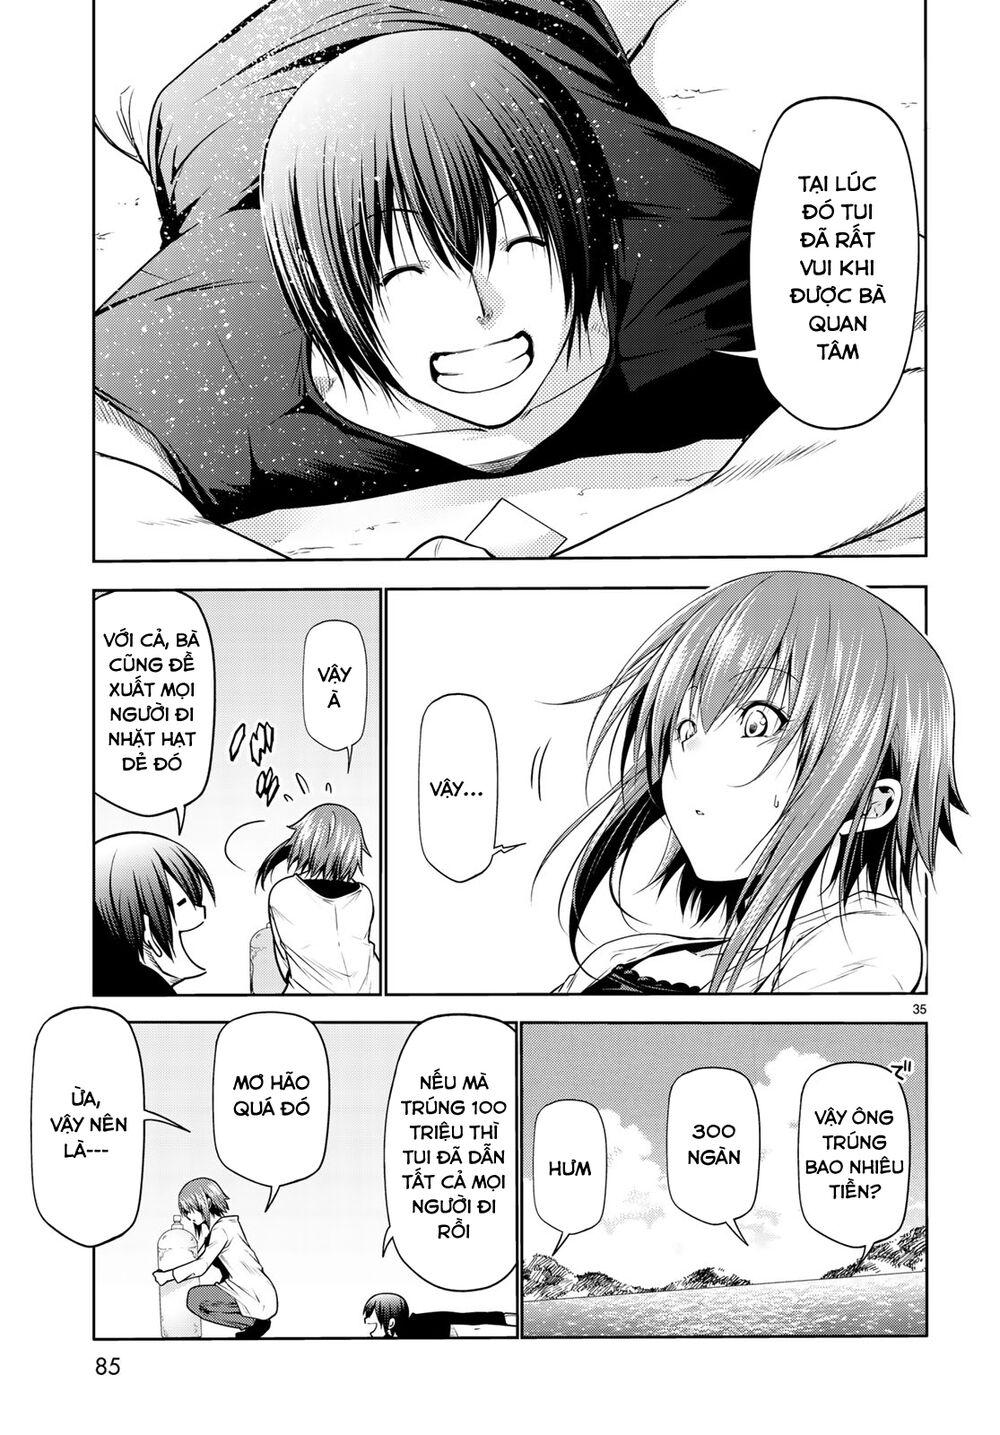 TẠI LÚC
ĐÓ TUI
ĐÃ RẤT
VUI KHI
ĐƯỢC BÀ
QUAN
TÂM
VẬY...
VẬY
À
VỚI CẢ, BÀ
CŨNG ĐỀ
XUẤT MỌI
NGƯỜI ĐI
NHẶT HẠT
DẺ ĐÓ
35
VẬY ÔNG
TRÚNG
BAO NHIÊU
TIỀN?
300
NGÀN
HƯM
NẾU MÀ
TRÚNG 100
TRIỆU THÌ
TUI ĐÃ DẪN
TẤT CẢ MỌI
NGƯỜI ĐI
RỒI
MƠ HÃO
QUÁ ĐÓ
ỪA,
VẬY NÊN
LÀ---
85